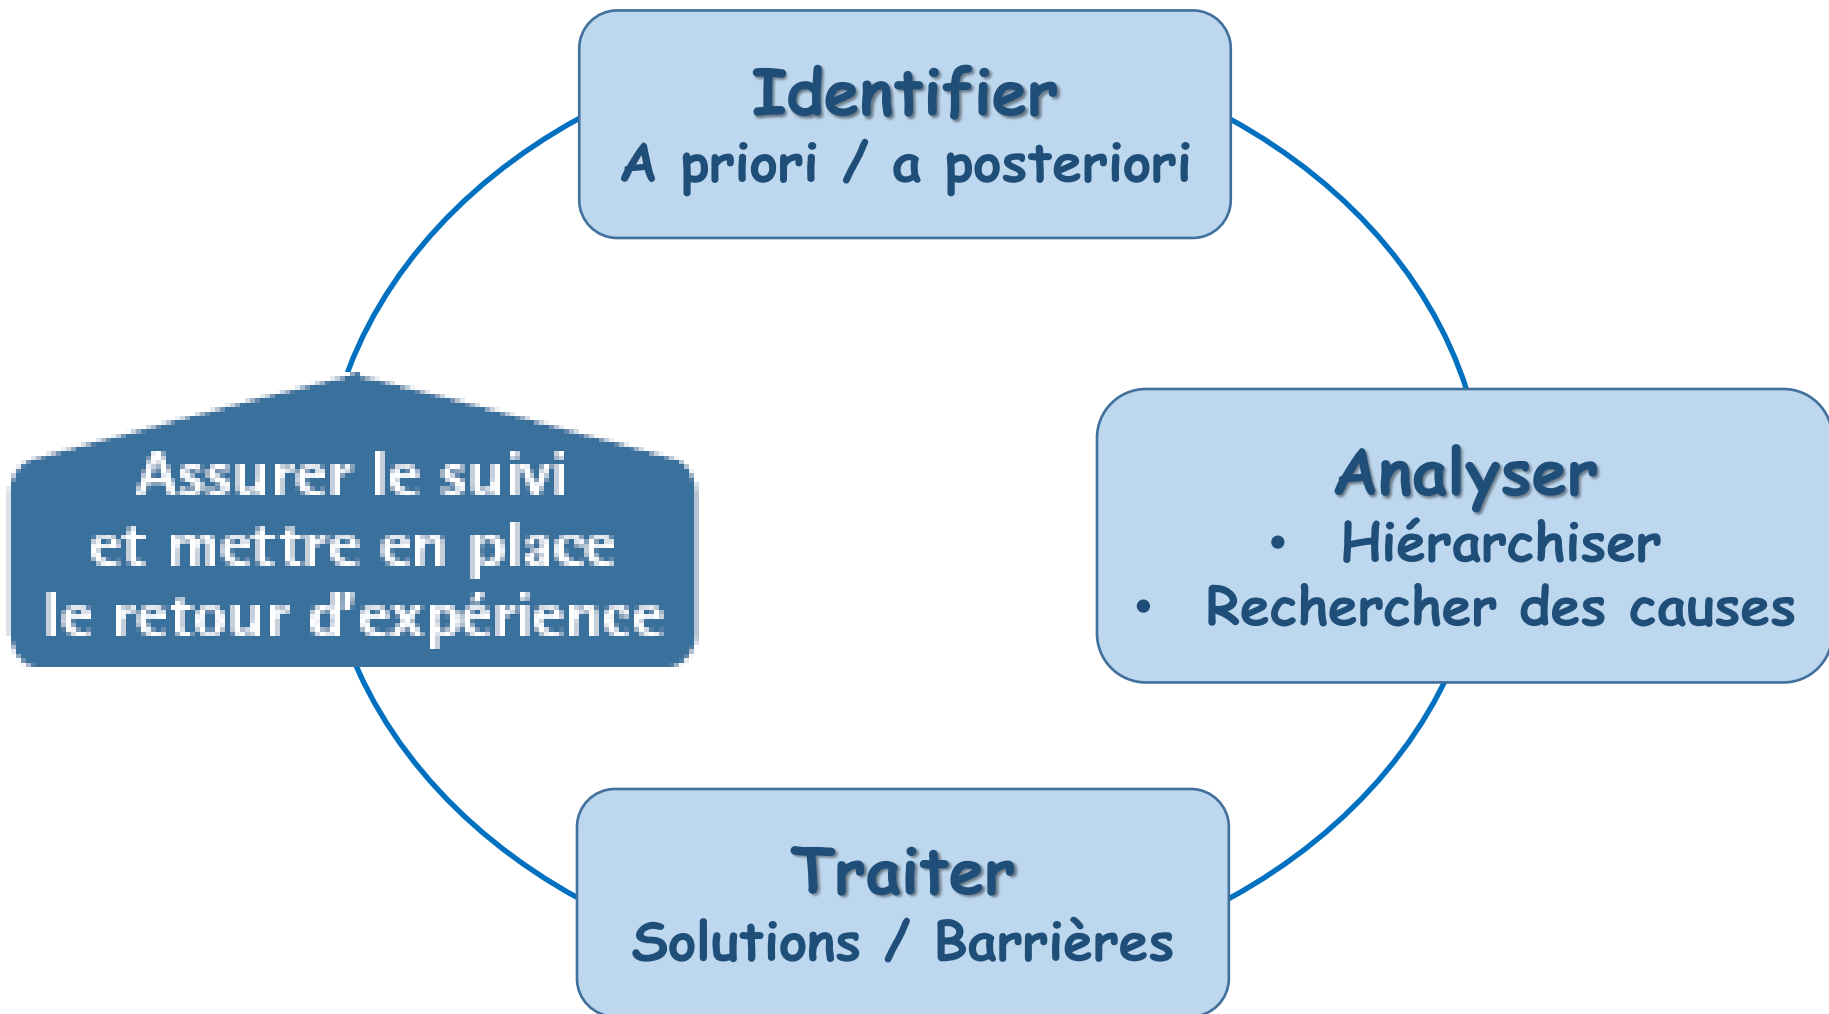 Identifier
A priori / a posteriori
Analyser
• Hiérarchiser
• Rechercher des causes
Assurer le suivi
et mettre en place
le retour d'expérience
Traiter
Solutions / Barrières